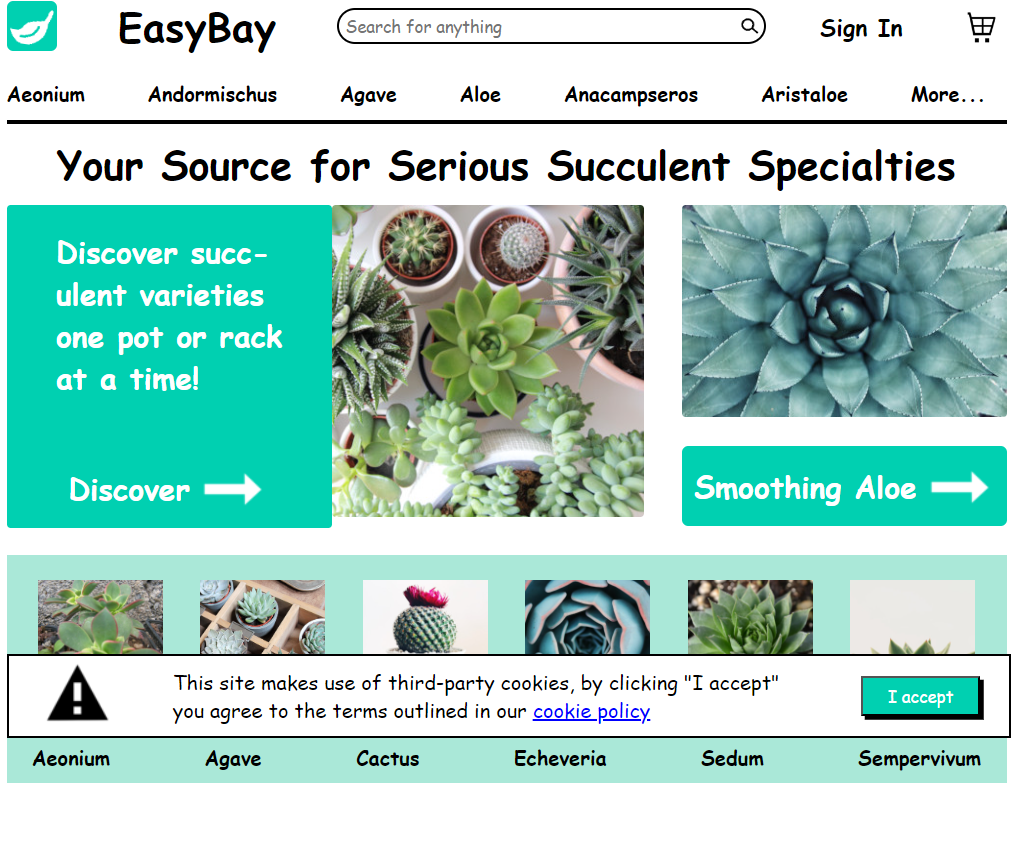 EasyBay
Search for anything
Sign In
Aeonium
Andormischus
Agave
Aloe
Anacampseros
Aristaloe
More...
Your Source for Serious Succulent Specialties
Discover succ-
ulent varieties
one pot or rack
at a time!
Discover
Smoothing Aloe
This site makes use of third-party cookies, by clicking "I accept"
you agree to the terms outlined in our cookie policy
I accept
Aeonium
Agave
Cactus
Echeveria
Sedum
Sempervivum